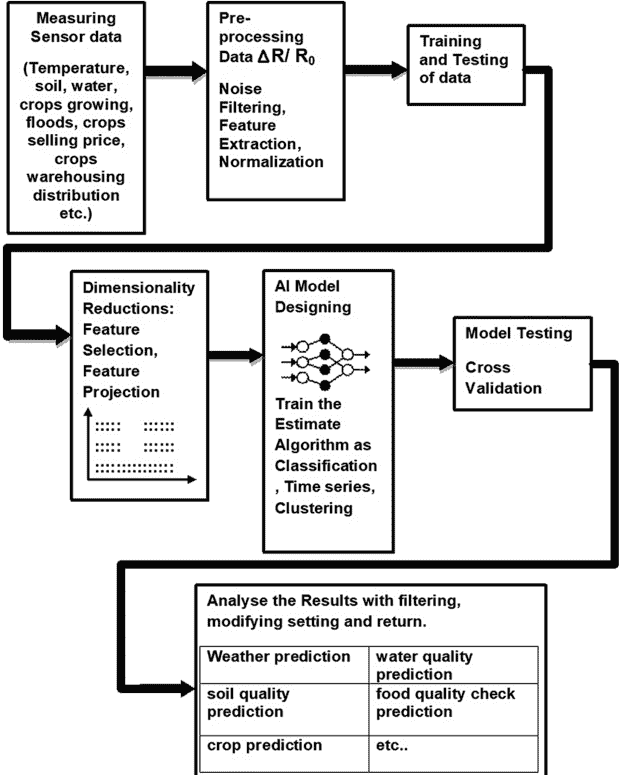 Measuring
Sensor data
(Temperature,
soil, water,
crops growing,
floods, crops
selling price,
crops
warehousing
distribution
etc.)
Pre-
processing
Data ΔR/ R₀
Noise
Filtering,
Feature
Extraction,
Normalization
Training
and Testing
of data
Dimensionality
Reductions:
Feature
Selection,
Feature
Projection
AI Model
Designing
Train the
Estimate
Algorithm as
Classification
, Time series,
Clustering
Model Testing
Cross
Validation
Analyse the Results with filtering,
modifying setting and return.
Weather prediction
water quality
prediction
soil quality
prediction
food quality check
prediction
crop prediction
etc..